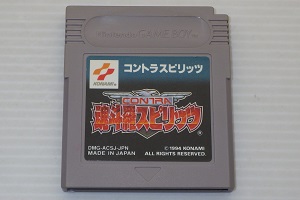 Nintendo GAME BOY
KONAMI
コントラスピリッツ
CONTRA
魂斗羅スピリッツ
DMG-ACSJ-JPN
MADE IN JAPAN
© 1994 KONAMI
ALL RIGHTS RESERVED.